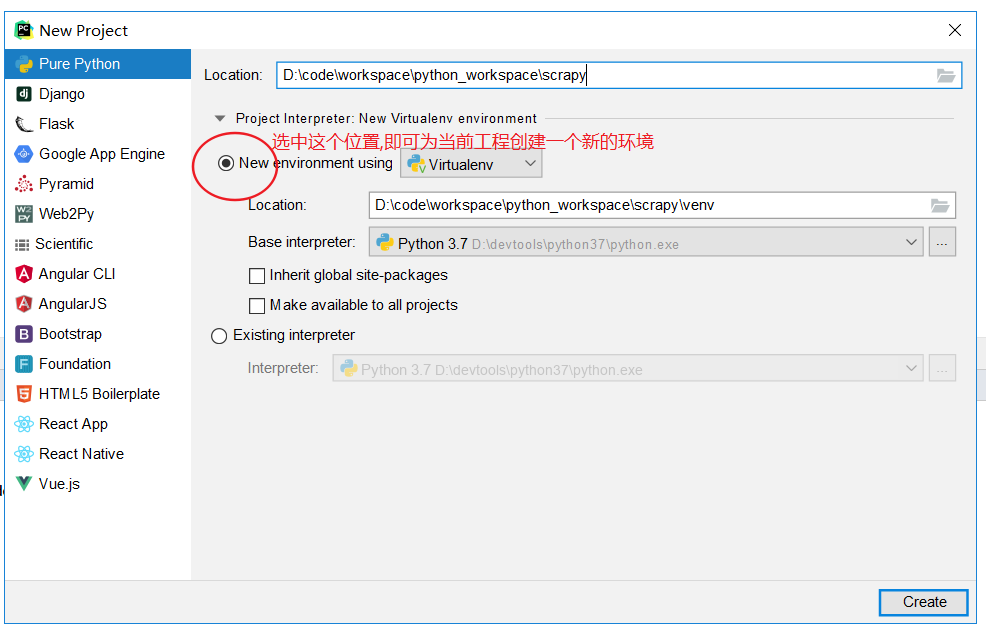 New Project
Pure Python
Django
Flask
Google App Engine
Pyramid
Web2Py
Scientific
Angular CLI
AngularJS
Bootstrap
Foundation
HTML5 Boilerplate
React App
React Native
Vue.js
Location: D:\code\workspace\python_workspace\scrapy
Project Interpreter: New Virtualenv environment
选中这个位置,即可为当前工程创建一个新的环境
New environment using Virtualenv
Location: D:\code\workspace\python_workspace\scrapy\venv
Base interpreter: Python 3.7 D:\devtools\python37\python.exe ...
Inherit global site-packages
Make available to all projects
Existing interpreter
Interpreter: Python 3.7 D:\devtools\python37\python.exe ...
Create